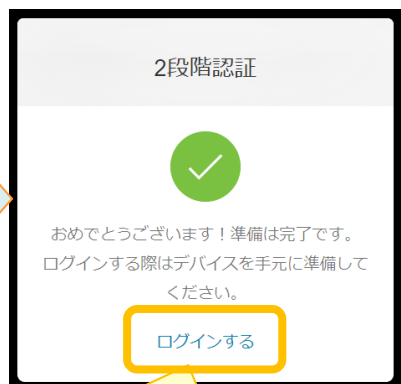 2段階認証
おめでとうございます！準備は完了です。
ログインする際はデバイスを手元に準備して
ください。
ログインする